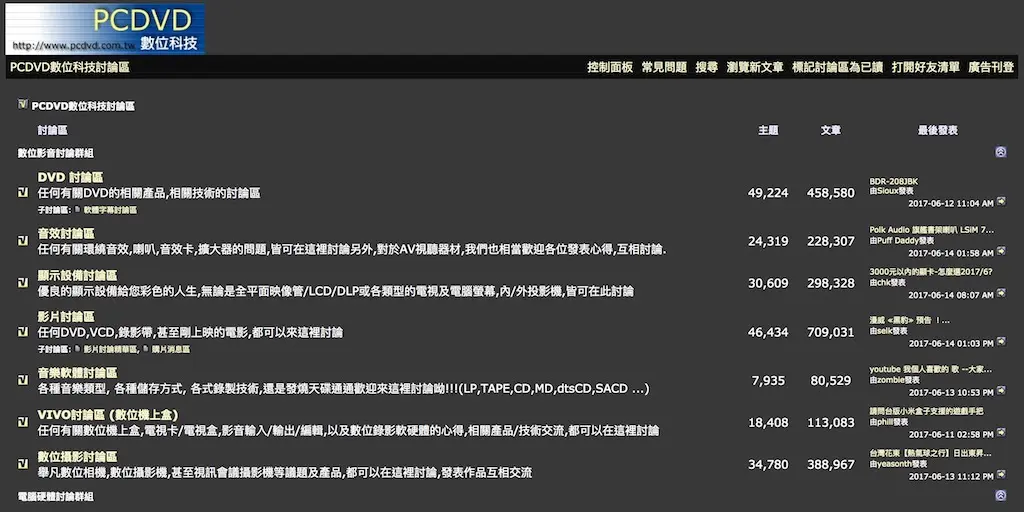 PCDVD
http://www.pcdvd.com.tw 數位科技
PCDVD數位科技討論區 控制面板 常見問題 搜尋 瀏覽新文章 標記討論區為已讀 打開好友清單 廣告刊登
PCDVD數位科技討論區
討論區 主題 文章 最後發表
數位影音討論群組
DVD 討論區
任何有關DVD的相關產品,相關技術的討論區
子討論區: 軟體字幕討論區
49,224 458,580
BDR-208JBK
由Sioux發表
2017-06-12 11:04 AM
音效討論區
任何有關環繞音效,喇叭,音效卡,擴大器的問題,皆可在這裡討論另外,對於AV視聽器材,我們也相當歡迎各位發表心得,互相討論.
24,319 228,307
Polk Audio 旗艦書架喇叭 LSiM 7...
由Puff Daddy發表
2017-06-14 01:58 AM
顯示設備討論區
優良的顯示設備給您彩色的人生,無論是全平面映像管/LCD/DLP或各類型的電視及電腦螢幕,內/外投影機,皆可在此討論
30,609 298,328
3000元以內的顯卡-怎麼選2017/6?
由chk發表
2017-06-14 08:07 AM
影片討論區
任何DVD,VCD,錄影帶,甚至剛上映的電影,都可以來這裡討論
子討論區: 影片討論精華區, 購片消息區
46,434 709,031
漫威 «黑豹» 預告 ！...
由selk發表
2017-06-14 01:03 PM
音樂軟體討論區
各種音樂類型, 各種儲存方式, 各式錄製技術,還是發燒天碟通通歡迎來這裡討論呦!!!(LP,TAPE,CD,MD,dtsCD,SACD ...)
7,935 80,529
youtube 我個人喜歡的 歌 --大家...
由zombie發表
2017-06-13 10:53 PM
VIVO討論區 (數位機上盒)
任何有關數位機上盒,電視卡/電視盒,影音輸入/輸出/編輯,以及數位錄影軟硬體的心得,相關產品/技術交流,都可以在這裡討論
18,408 113,083
請問台版小米盒子支援的遊戲手把
由phill發表
2017-06-11 02:58 PM
數位攝影討論區
舉凡數位相機,數位攝影機,甚至視訊會議攝影機等議題及產品,都可以在這裡討論,發表作品互相交流
34,780 388,967
台灣花東【熱氣球之行】日出東昇...
由yeasonth發表
2017-06-13 11:12 PM
電腦硬體討論群組